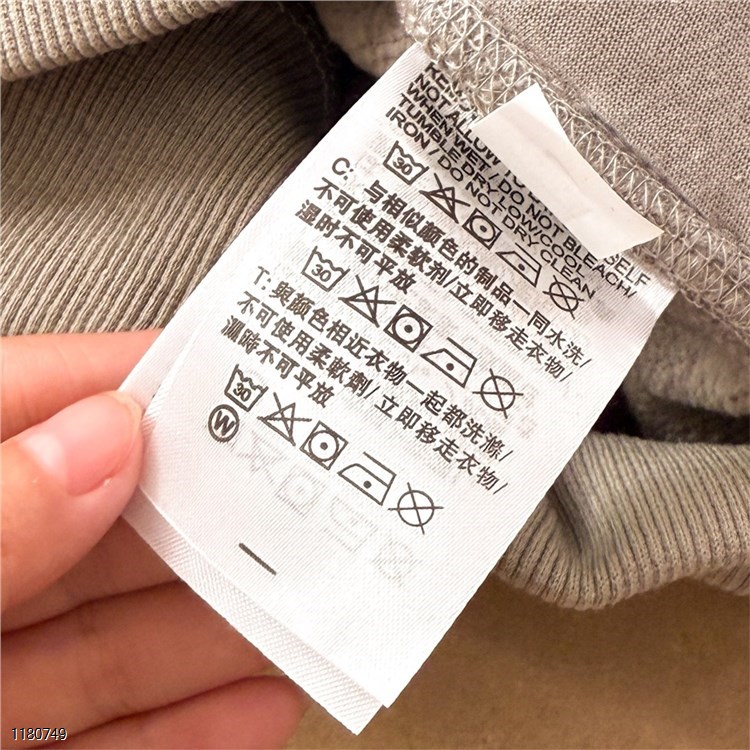 NOT ALLOW
SELF
WHEN WET / DO NOT BLEACH/
TUMBLE DRY LOW/COOL
IRON / DO NOT DRY CLEAN
30
C: 与相似颜色的制品一同水洗/
不可使用柔软剂/立即移走衣物/
湿时不可平放
30
T: 與顏色相近衣物一起都洗滌/
不可使用柔軟劑/立即移走衣物/
濕時不可平放
30
W
1180749